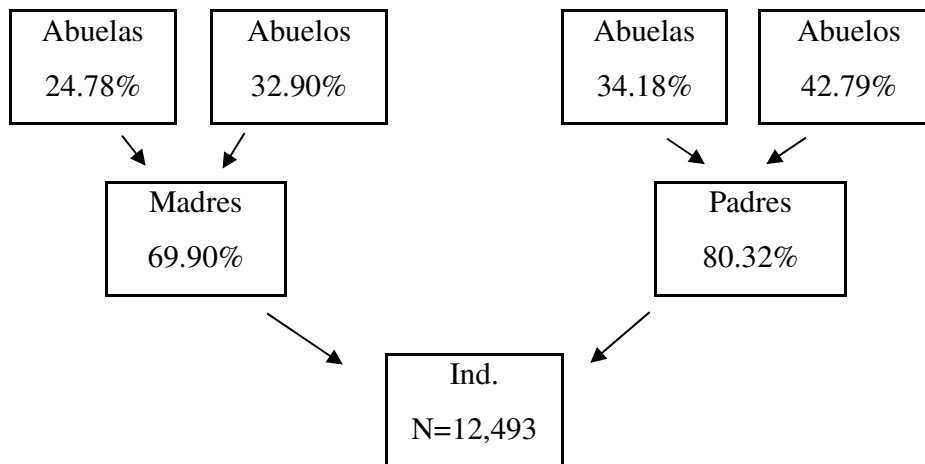 Abuelas
24.78%
Abuelos
32.90%
Abuelas
34.18%
Abuelos
42.79%
Madres
69.90%
Padres
80.32%
Ind.
N=12,493